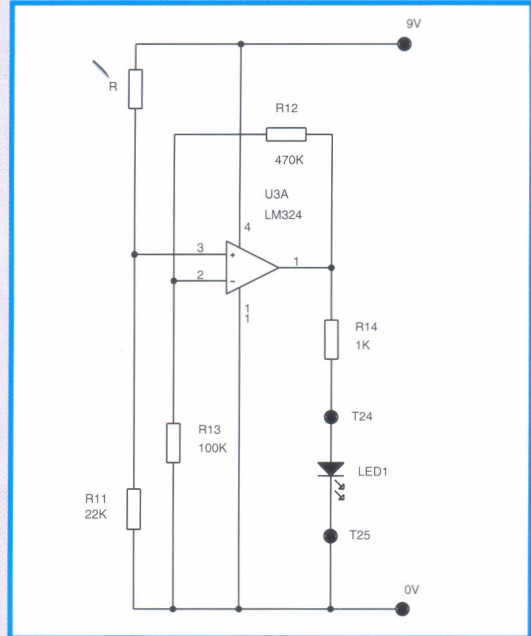 9V
R
R12
470K
U3A
LM324
4
3
+
1
2
-
1
1
R14
1K
T24
R13
100K
LED1
R11
22K
T25
0V